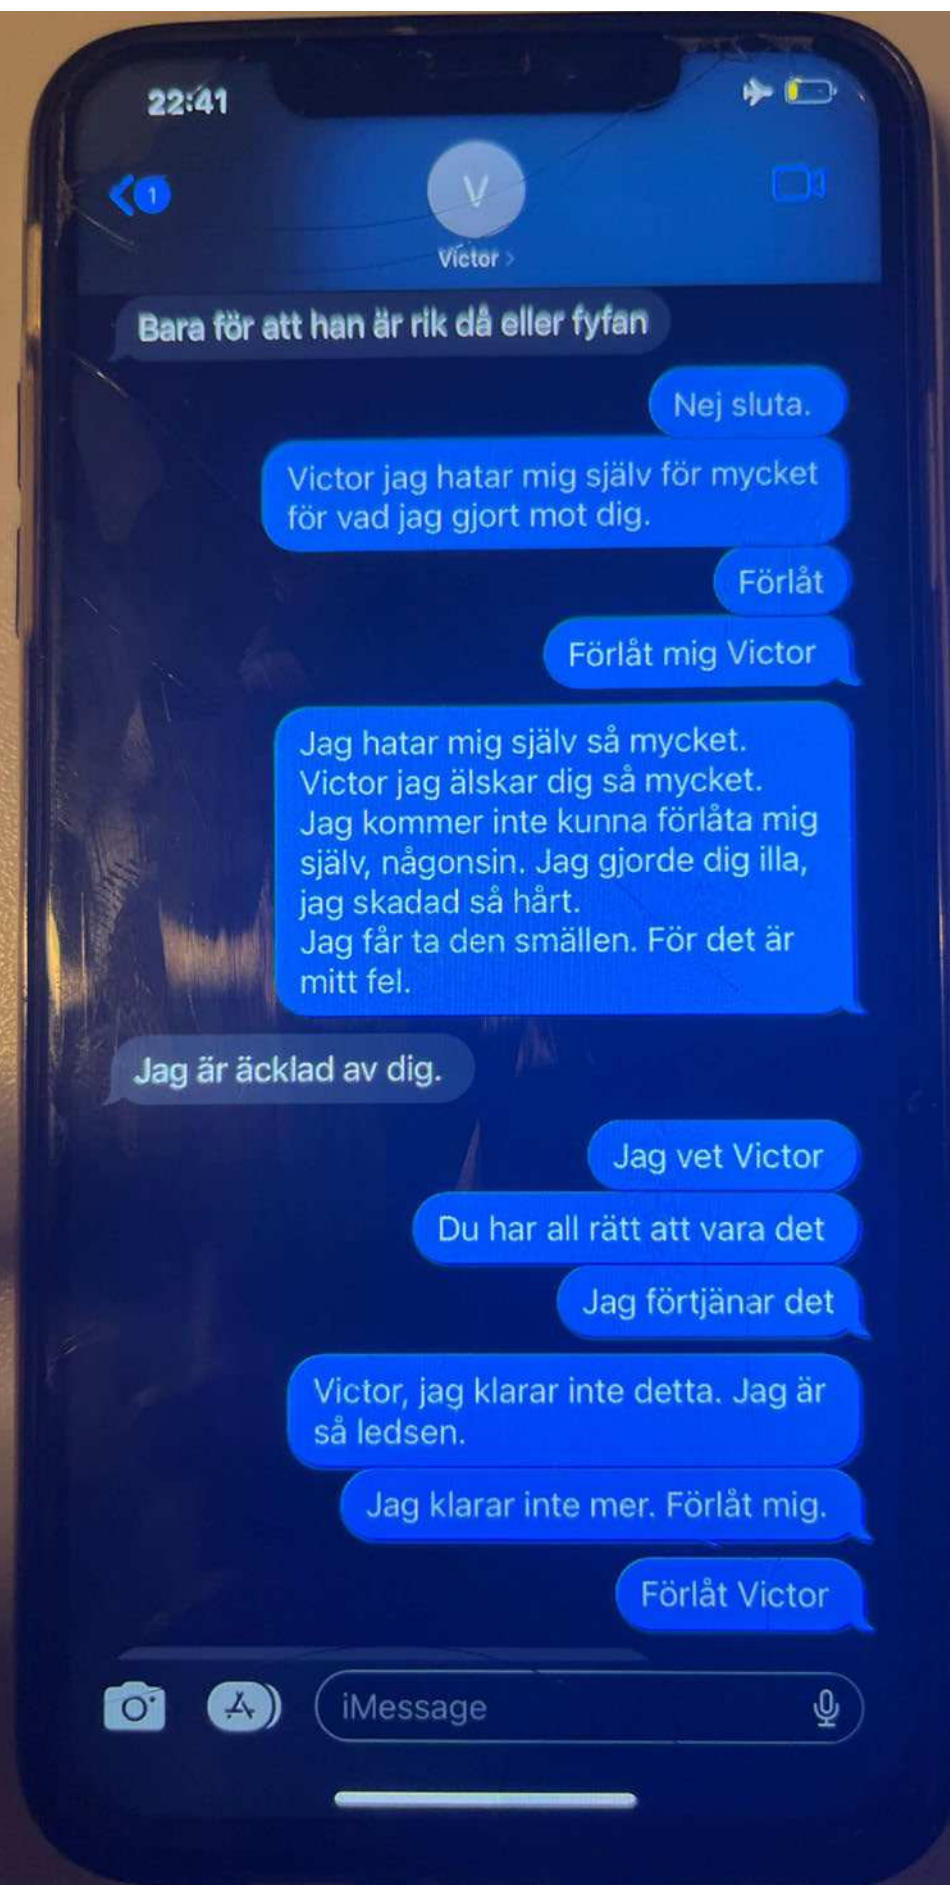 22:41
1
V
Victor
Bara för att han är rik då eller fyfan
Nej sluta.
Victor jag hatar mig själv för mycket
för vad jag gjort mot dig.
Förlåt
Förlåt mig Victor
Jag hatar mig själv så mycket.
Victor jag älskar dig så mycket.
Jag kommer inte kunna förlåta mig
själv, någonsin. Jag gjorde dig illa,
jag skadad så hårt.
Jag får ta den smällen. För det är
mitt fel.
Jag är äcklad av dig.
Jag vet Victor
Du har all rätt att vara det
Jag förtjänar det
Victor, jag klarar inte detta. Jag är
så ledsen.
Jag klarar inte mer. Förlåt mig.
Förlåt Victor
iMessage